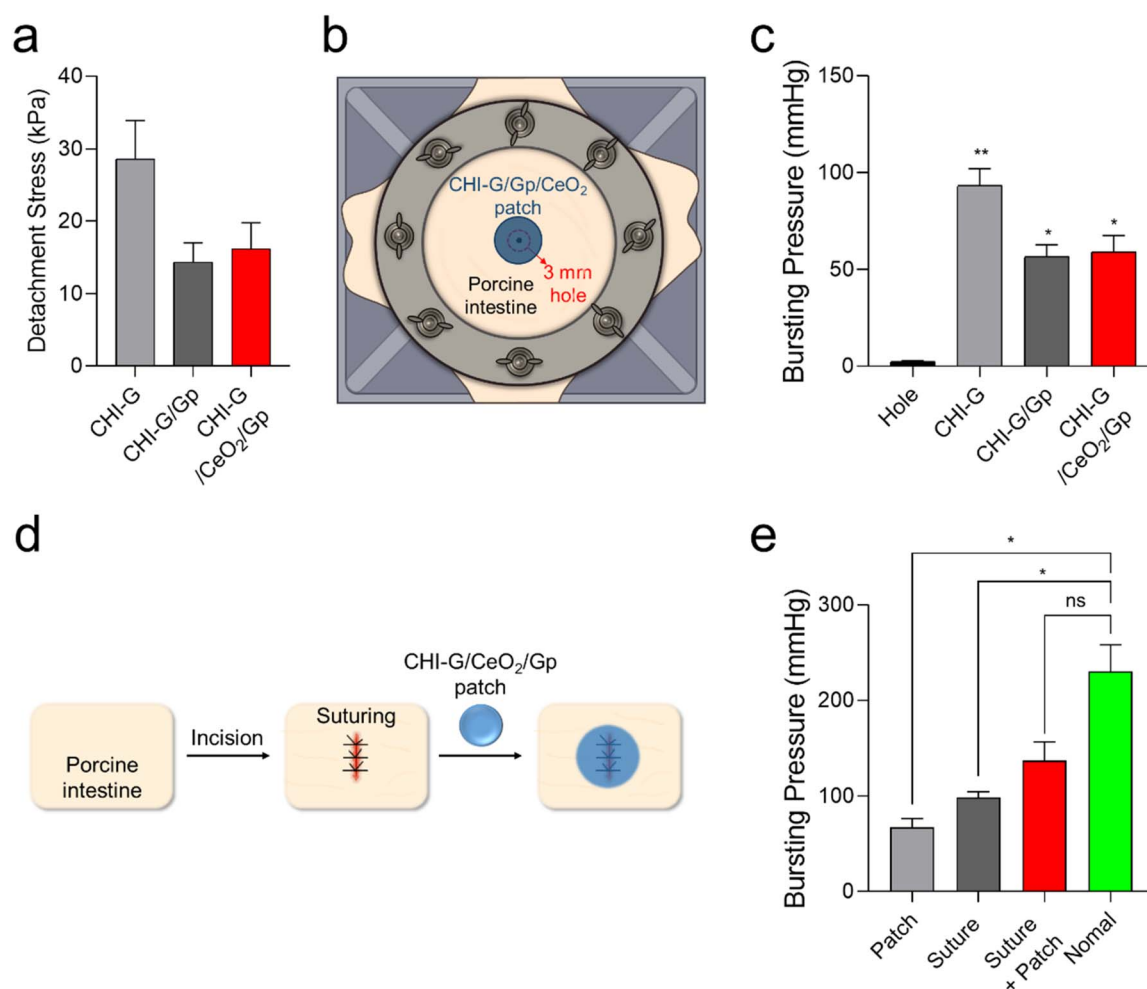 a
Detachment Stress (kPa)
40
30
20
10
0
CHI-G
CHI-G/Gp
CHI-G
/CeO₂/Gp
b
CHI-G/Gp/CeO₂
patch
3 mm
hole
Porcine
intestine
c
Bursting Pressure (mmHg)
150
100
50
0
**
*
*
Hole
CHI-G
CHI-G/Gp
CHI-G
/CeO₂/Gp
d
Porcine
intestine
Incision
Suturing
CHI-G/CeO₂/Gp
patch
e
Bursting Pressure (mmHg)
300
200
100
0
*
*
ns
Patch
Suture
Suture
+ Patch
Nomal